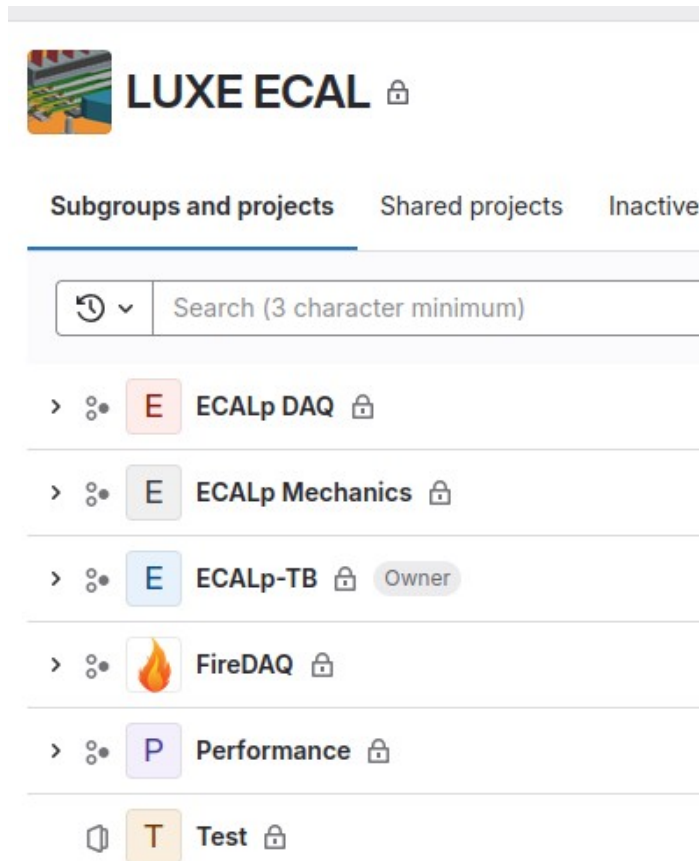 LUXE ECAL
Subgroups and projects Shared projects Inactive
Search (3 character minimum)
E ECALp DAQ
E ECALp Mechanics
E ECALp-TB Owner
FireDAQ
P Performance
T Test